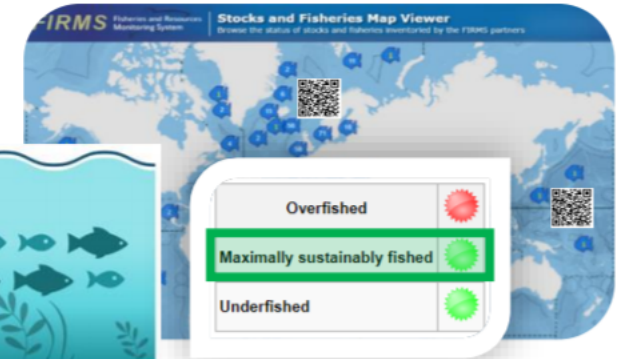 FIRMS Fisheries and Resources Monitoring System
Stocks and Fisheries Map Viewer
Browse the status of stocks and fisheries inventoried by the FIRMS partners
Overfished
Maximally sustainably fished
Underfished